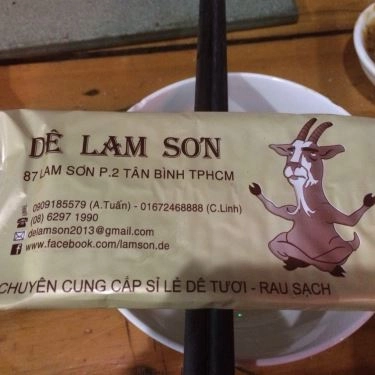 DÊ LAM SƠN
87 LAM SƠN P.2 TÂN BÌNH TPHCM
0909185579 (A.Tuấn) - 01672468888 (C.Linh)
(08) 6297 1990
delamson2013@gmail.com
www.facebook.com/lamson.de
CHUYÊN CUNG CẤP SỈ LẺ DÊ TƯƠI - RAU SẠCH